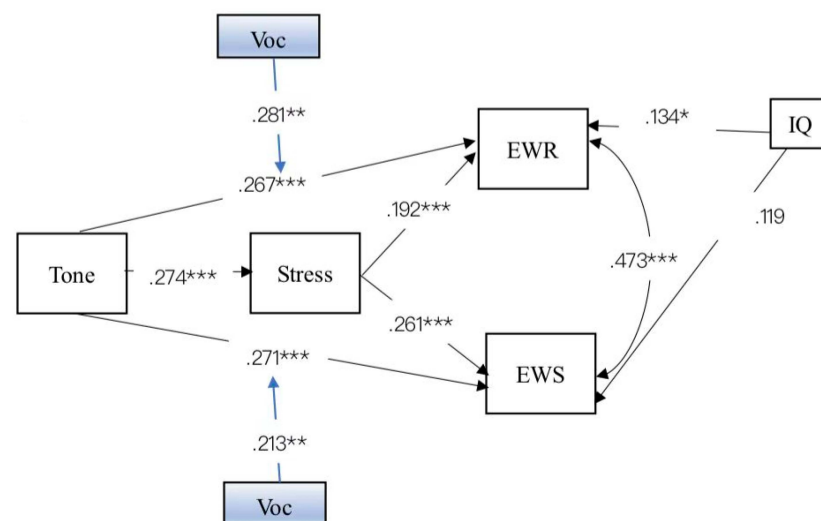 Voc
.281**
EWR
.134*
IQ
.267***
.192***
.119
Tone
.274***
Stress
.473***
.261***
.271***
EWS
.213**
Voc